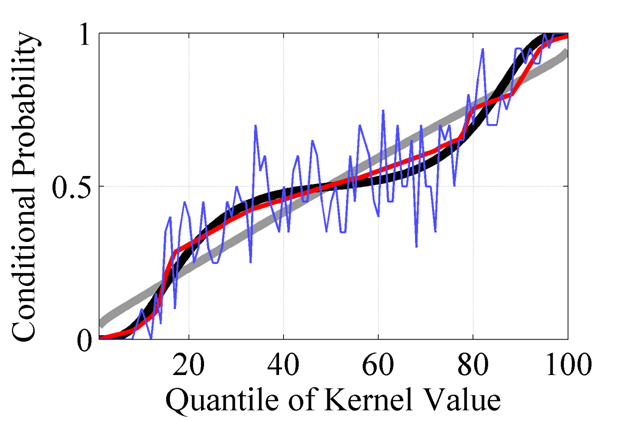 Conditional Probability
1
0.5
0
20 40 60 80 100
Quantile of Kernel Value